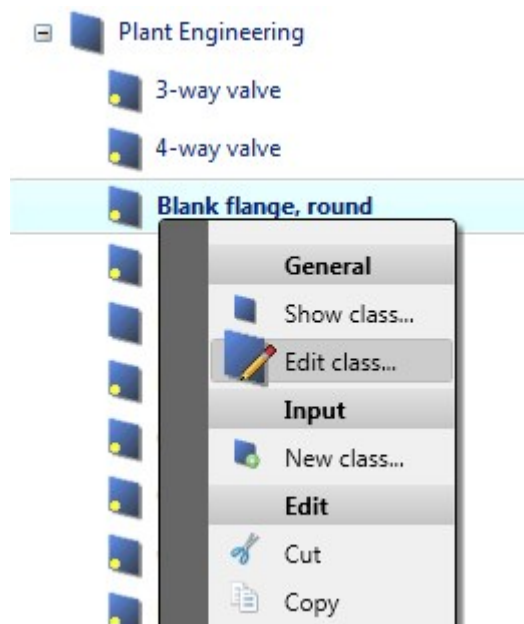 Plant Engineering
3-way valve
4-way valve
Blank flange, round
General
Show class...
Edit class...
Input
New class...
Edit
Cut
Copy